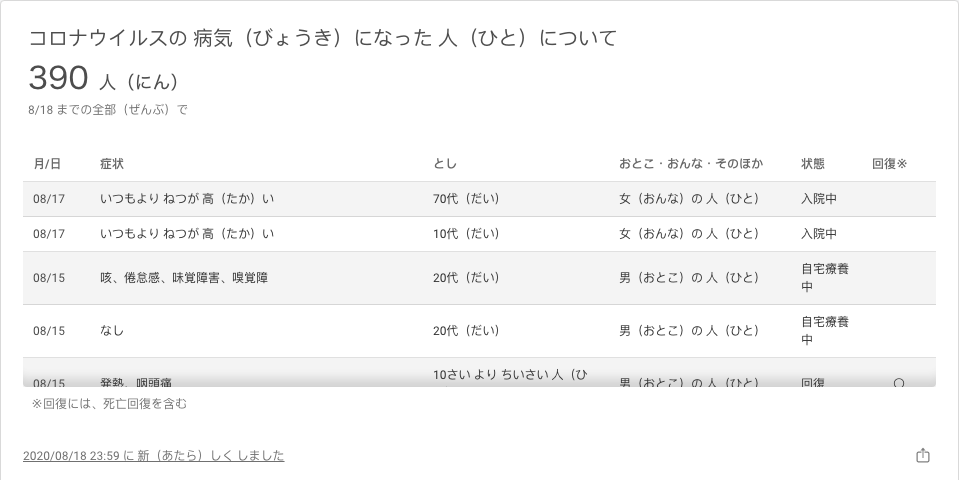 コロナウイルスの 病気（びょうき）になった 人（ひと）について
390 人（にん）
8/18 までの全部（ぜんぶ）で
月/日 症状 とし おとこ・おんな・そのほか 状態 回復※
08/17 いつもより ねつが 高（たか）い 70代（だい） 女（おんな）の 人（ひと） 入院中
08/17 いつもより ねつが 高（たか）い 10代（だい） 女（おんな）の 人（ひと） 入院中
08/15 咳、倦怠感、味覚障害、嗅覚障 20代（だい） 男（おとこ）の 人（ひと） 自宅療養
中
08/15 なし 20代（だい） 男（おとこ）の 人（ひと） 自宅療養
中
08/15 発熱、咽頭痛 10さい より ちいさい 人（ひ 男（おとこ）の 人（ひと） 回復 〇
※回復には、死亡回復を含む
2020/08/18 23:59 に 新（あたら）しく しました